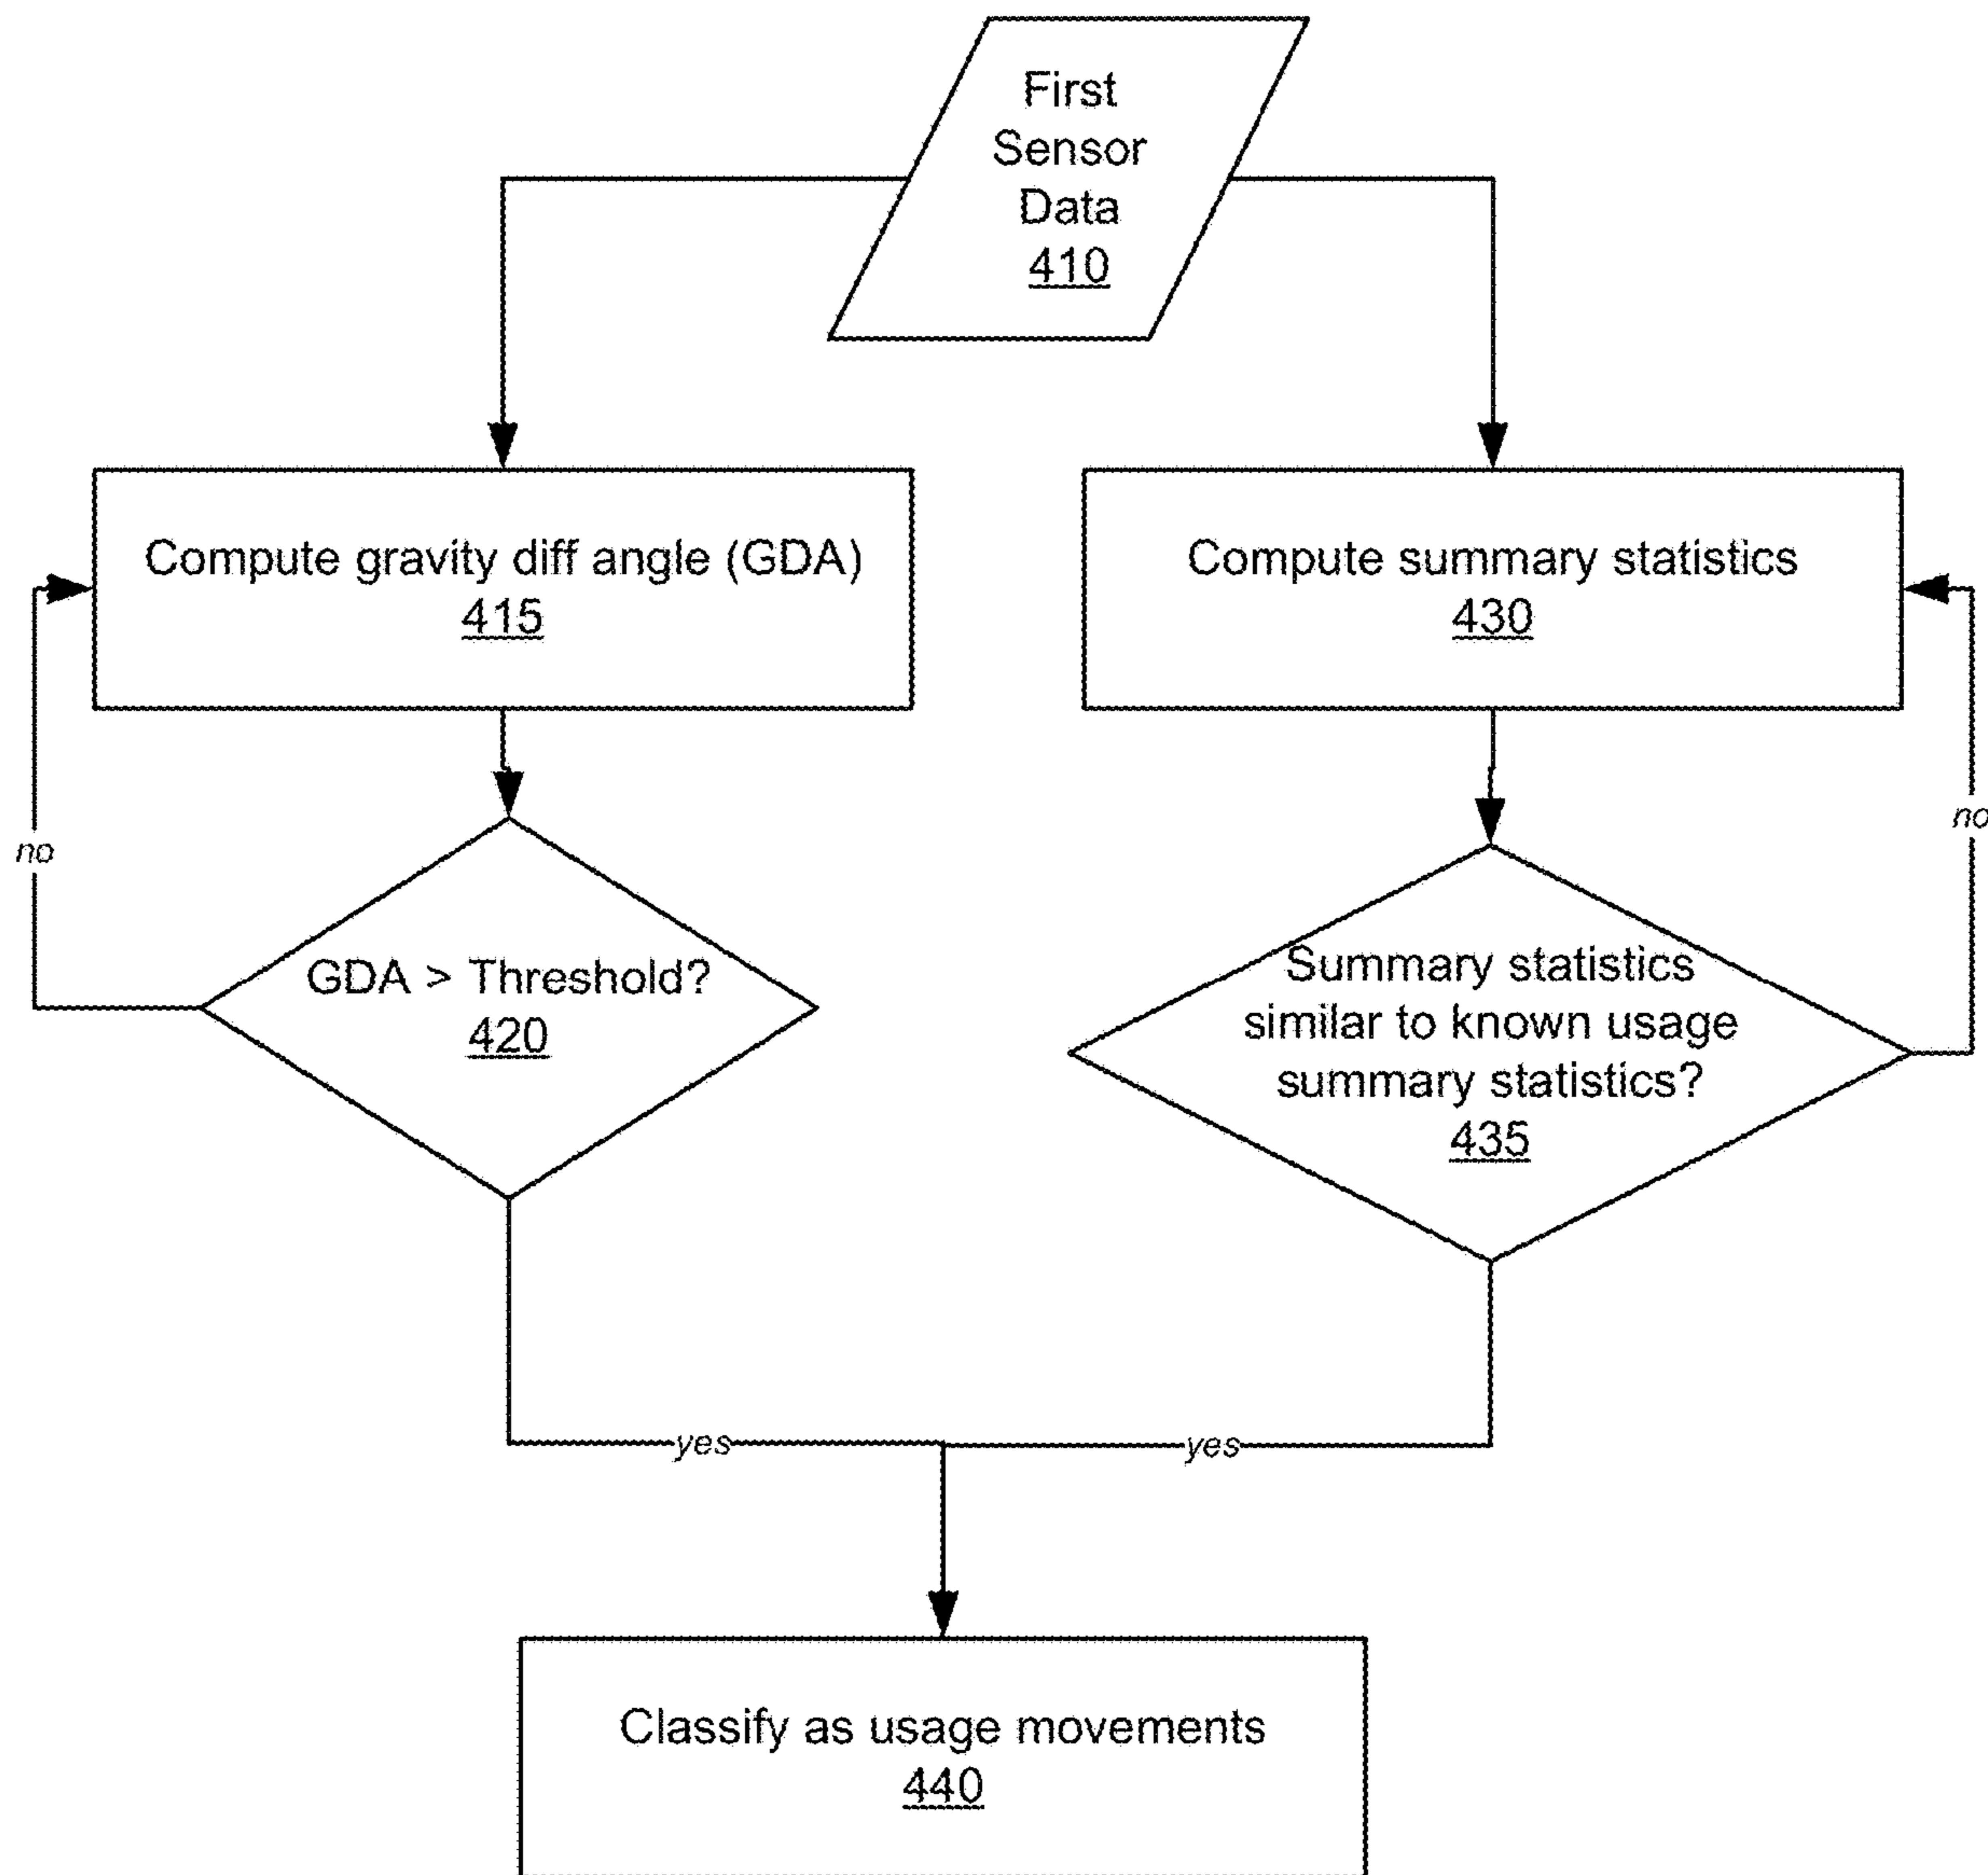 First
Sensor
Data
410
Compute gravity diff angle (GDA)
415
Compute summary statistics
430
no
no
GDA > Threshold?
420
Summary statistics
similar to known usage
summary statistics?
435
yes
yes
Classify as usage movements
440